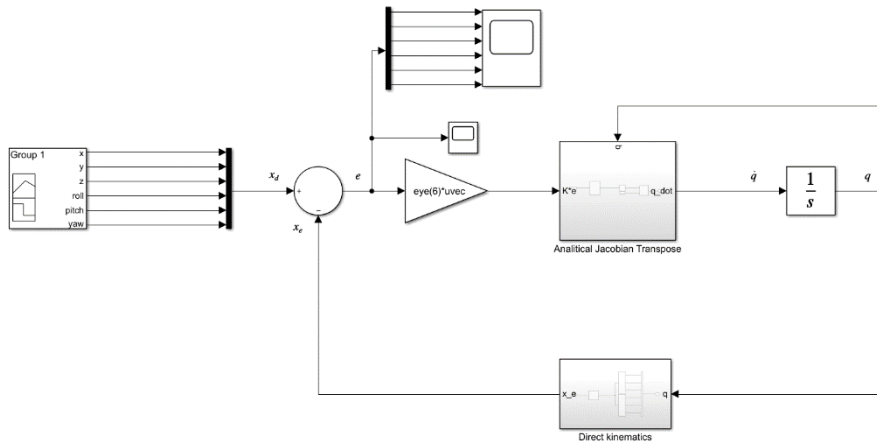 Group 1
x
y
z
roll
pitch
yaw
x_d
+
−
x_e
e
eye(6)*uvec
q
K*e
q_dot
Analitical Jacobian Transpose
q̇
1
s
q
x_e
q
Direct kinematics